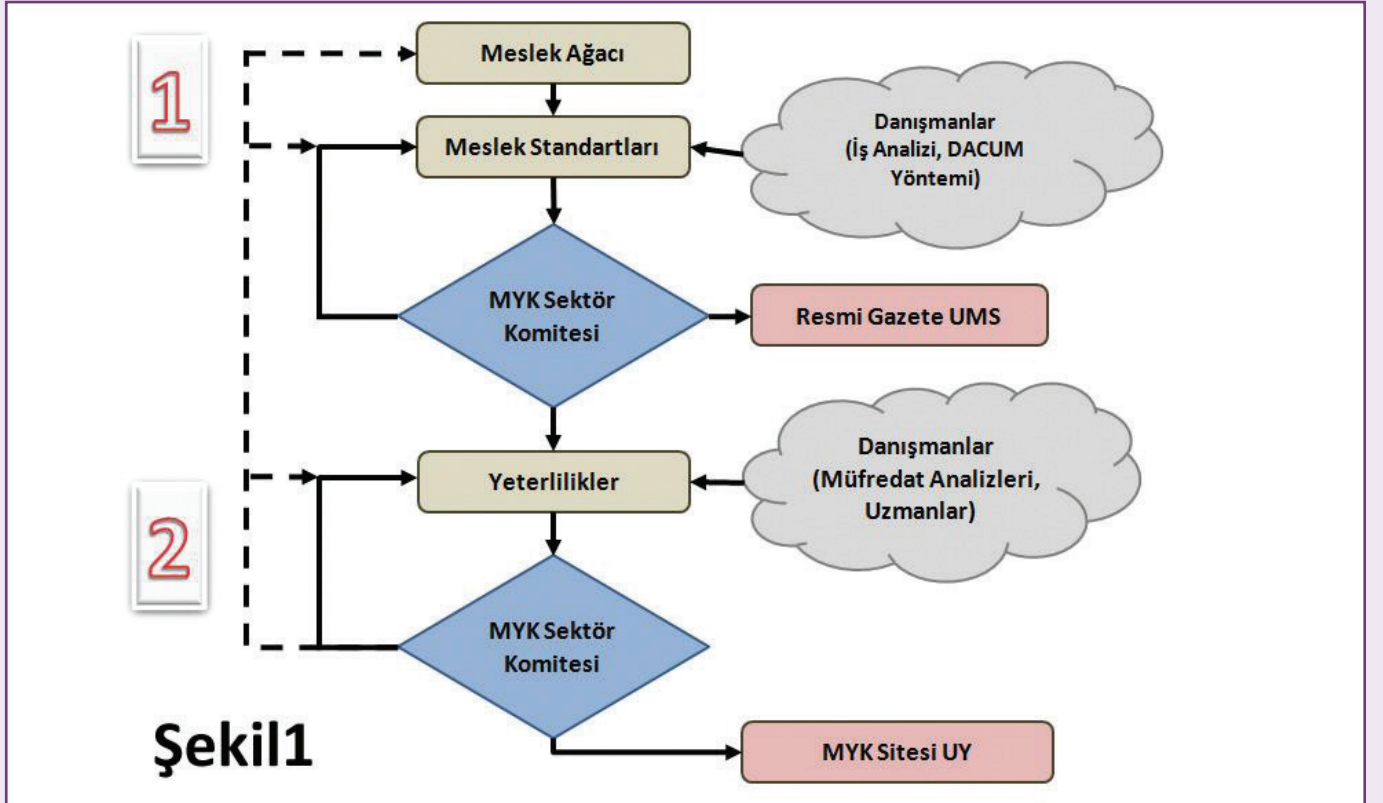 1
Meslek Ağacı
Meslek Standartları
Danışmanlar
(İş Analizi, DACUM
Yöntemi)
MYK Sektör
Komitesi
Resmi Gazete UMS
2
Yeterlilikler
Danışmanlar
(Müfredat Analizleri,
Uzmanlar)
MYK Sektör
Komitesi
Şekil1
MYK Sitesi UY